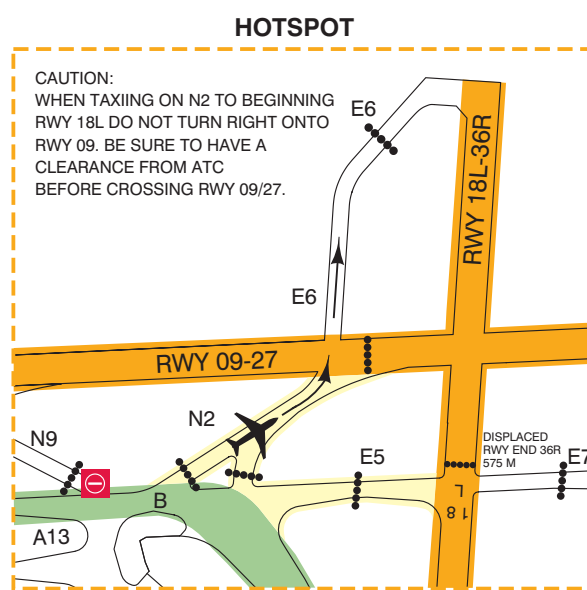 HOTSPOT
CAUTION:
WHEN TAXIING ON N2 TO BEGINNING
RWY 18L DO NOT TURN RIGHT ONTO
RWY 09. BE SURE TO HAVE A
CLEARANCE FROM ATC
BEFORE CROSSING RWY 09/27.
E6
RWY 18L-36R
E6
RWY 09-27
N2
N9
DISPLACED
RWY END 36R
575 M
E5
E7
B
18
L
A13